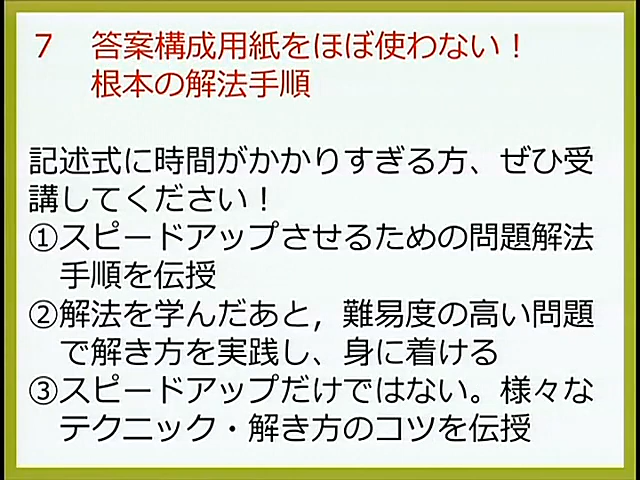 ７　答案構成用紙をほぼ使わない！
根本の解法手順
記述式に時間がかかりすぎる方、ぜひ受
講してください！
①スピードアップさせるための問題解法
手順を伝授
②解法を学んだあと，難易度の高い問題
で解き方を実践し、身に着ける
③スピードアップだけではない。様々な
テクニック・解き方のコツを伝授